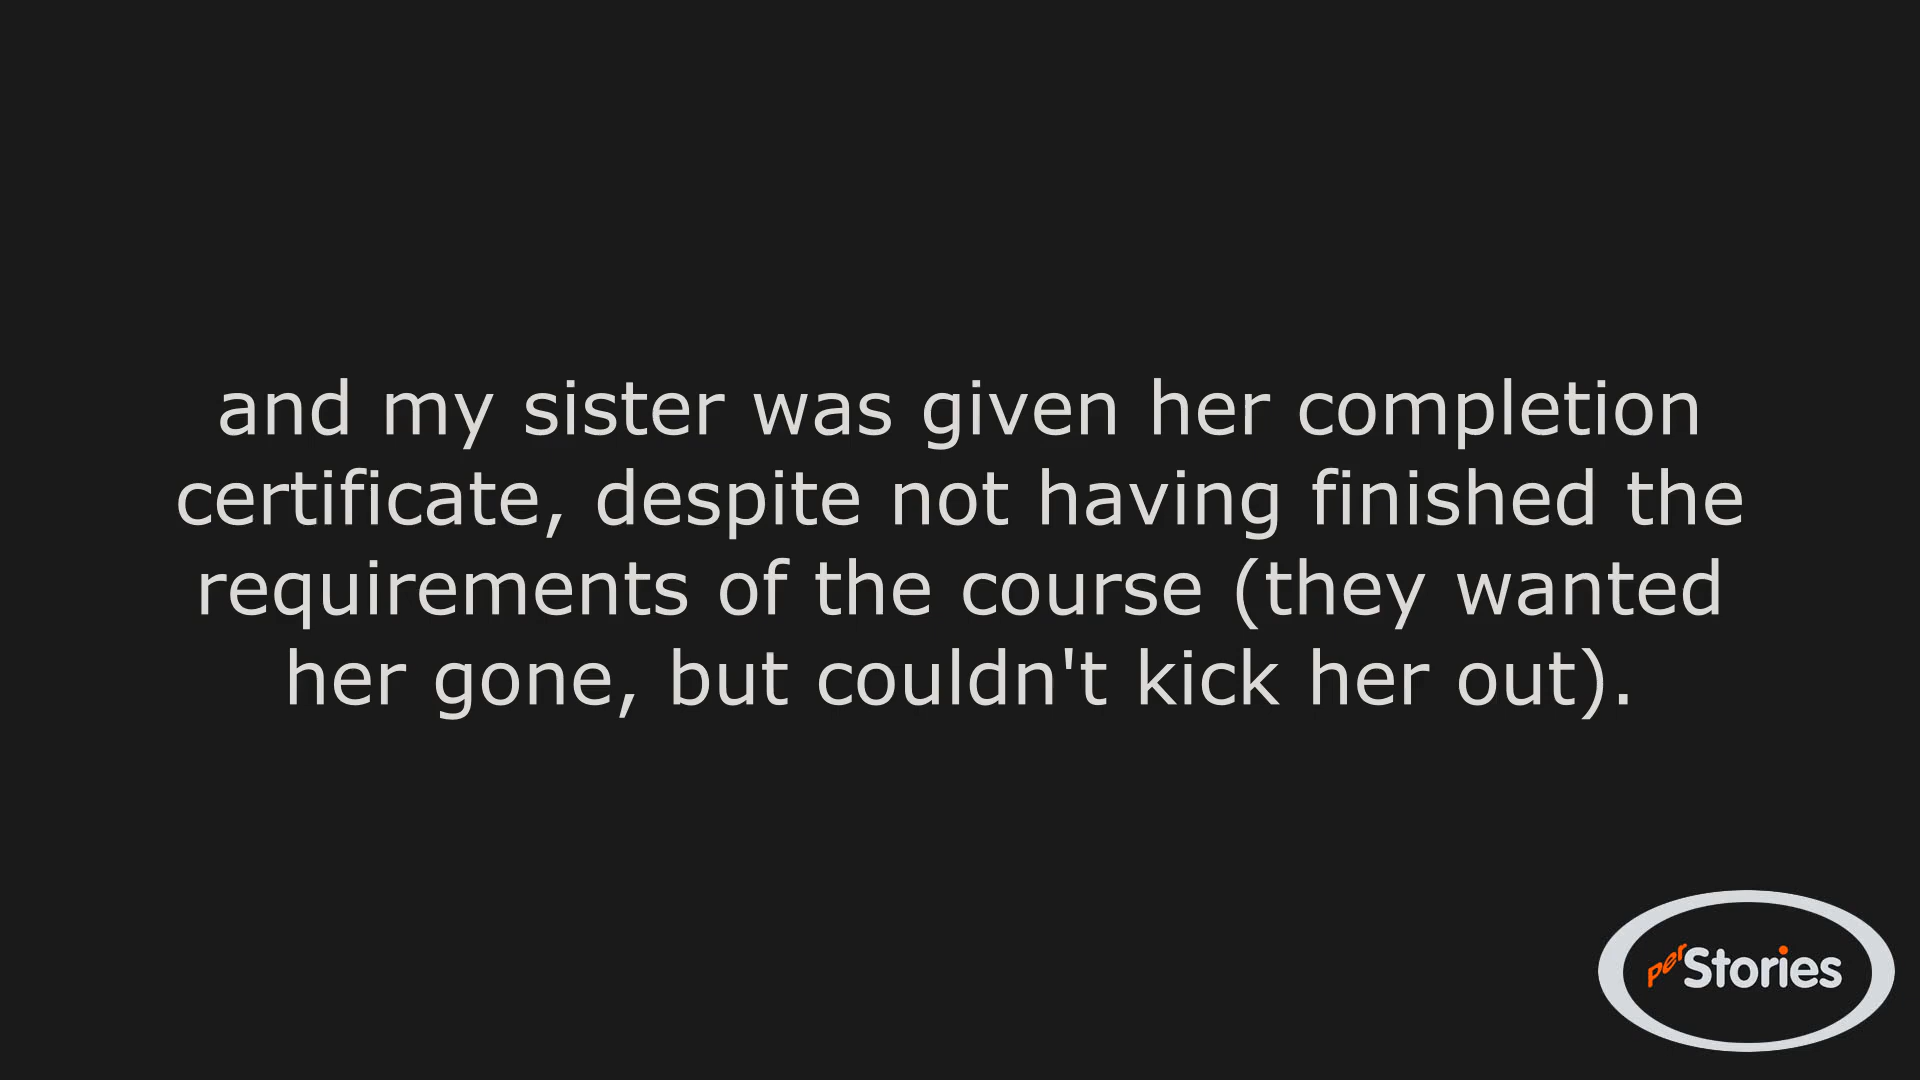 and my sister was given her completion
certificate, despite not having finished the
requirements of the course (they wanted
her gone, but couldn't kick her out).
perStories